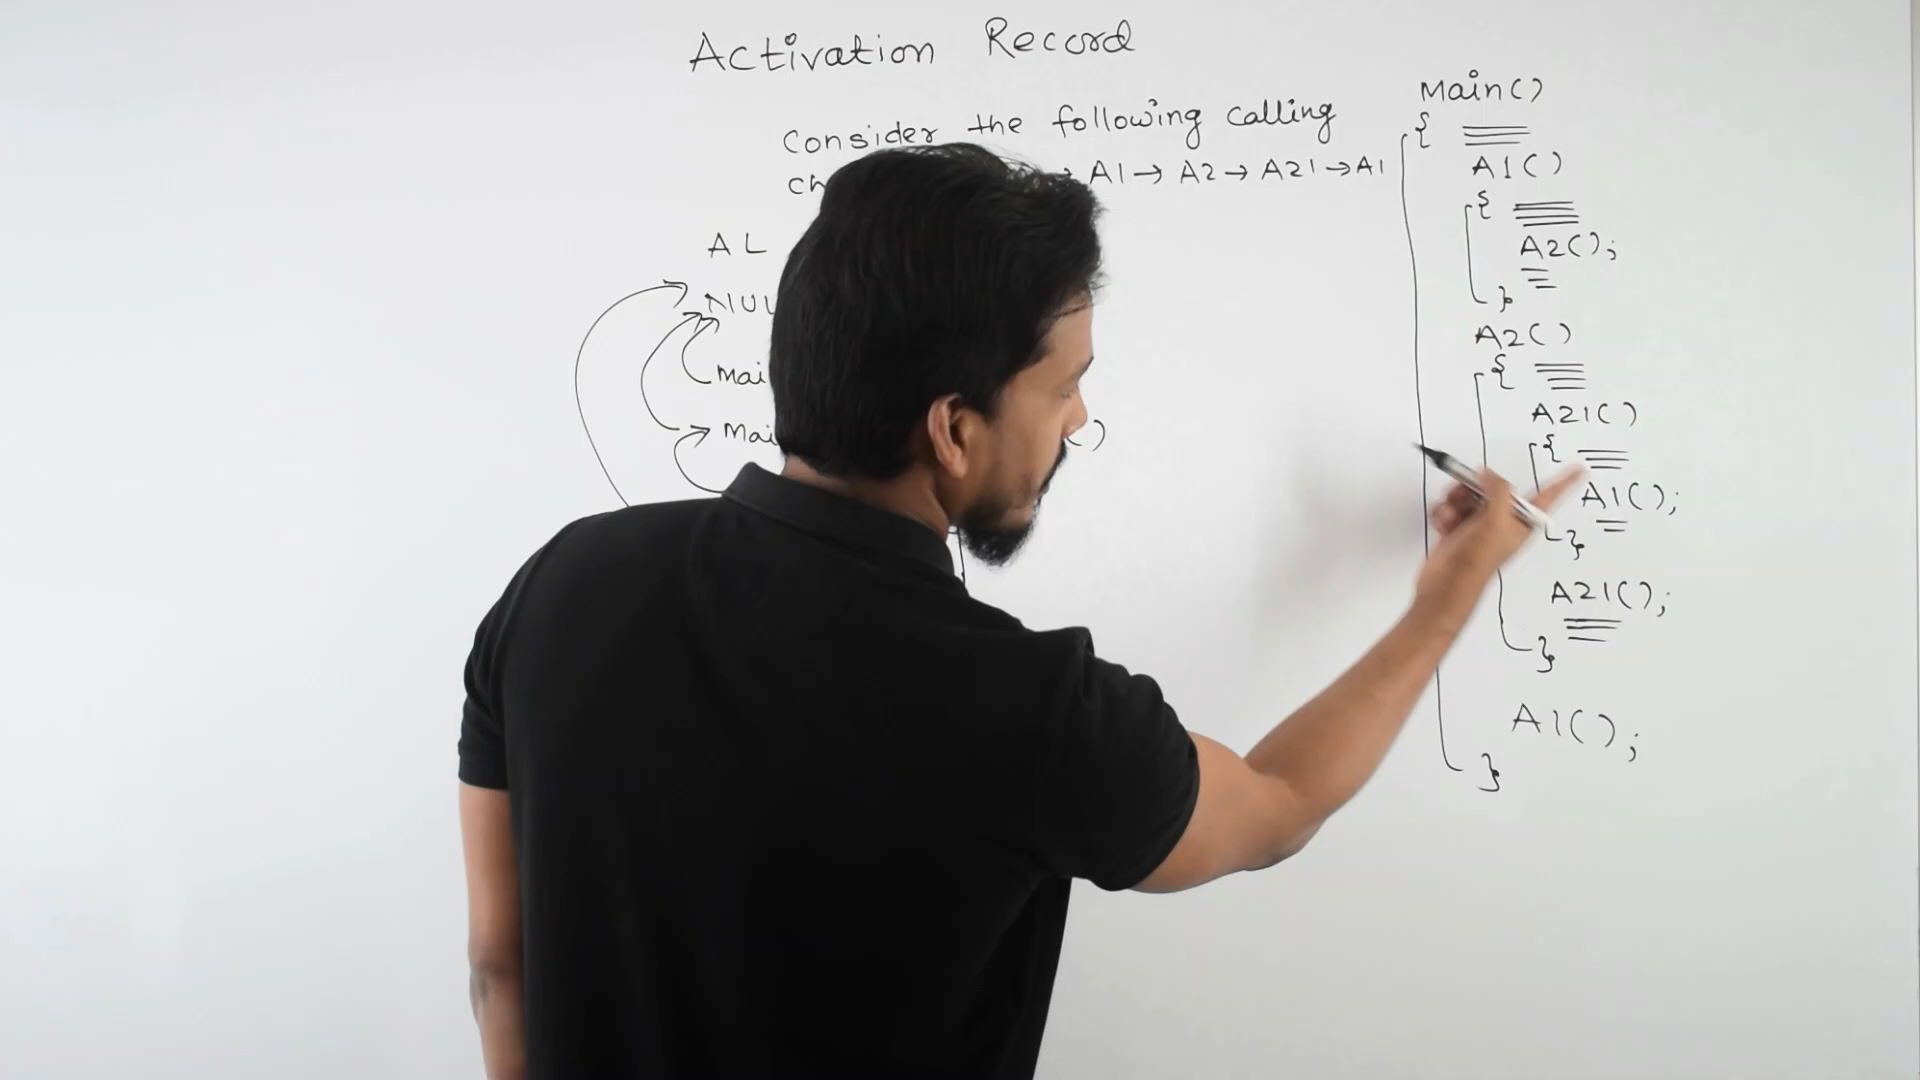 Activation Record
Consider the following calling
A1 → A2 → A21 → A1
AL
Main()
{
A1()
{
A2();
}
A2()
{
A21()
{
A1();
}
A21();
}
A1();
}